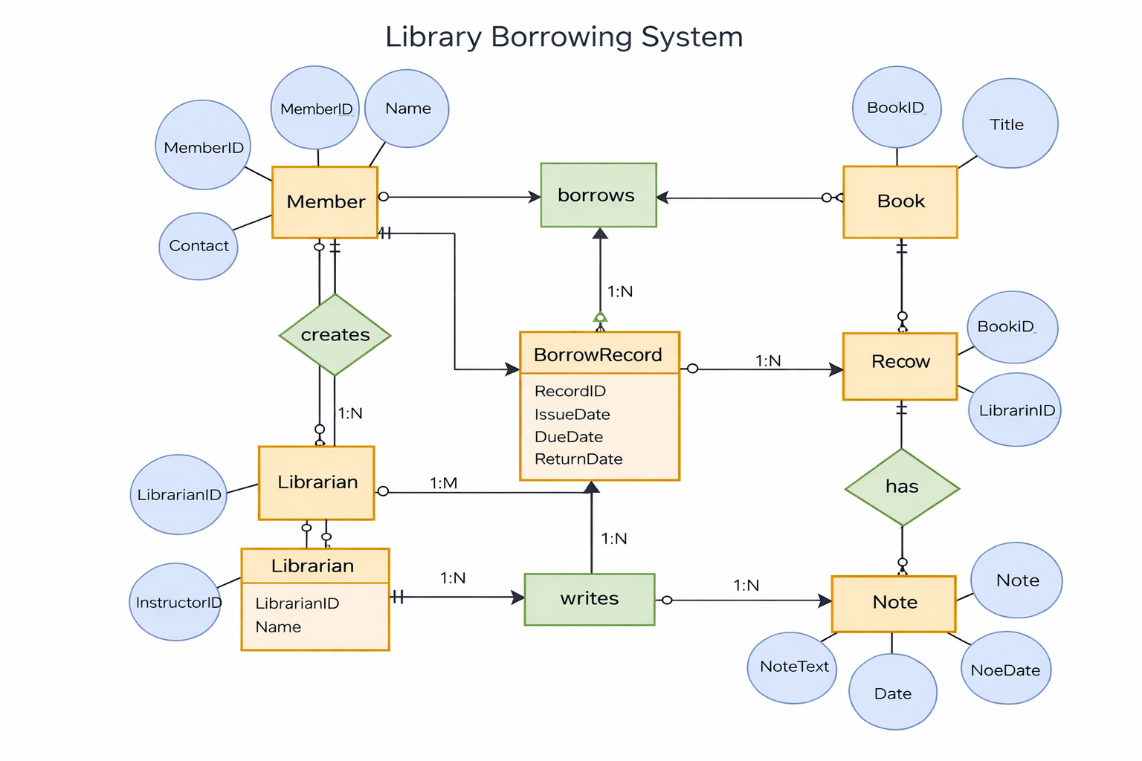 Library Borrowing System
MemberID
MemberID
Name
Contact
Member
borrows
BookID
Title
Book
creates
1:N
1:N
BorrowRecord
RecordID
IssueDate
DueDate
ReturnDate
1:N
Recow
BookiD
LibrarinID
LibrarianID
Librarian
1:M
has
InstructorID
Librarian
LibrarianID
Name
1:N
1:N
writes
1:N
Note
Note
NoteText
Date
NoeDate